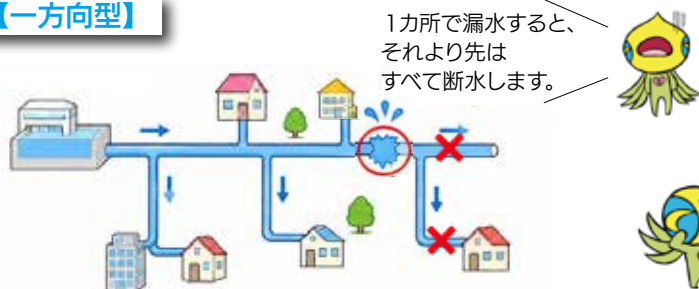 【一方向型】
1カ所で漏水すると、
それより先は
すべて断水します。